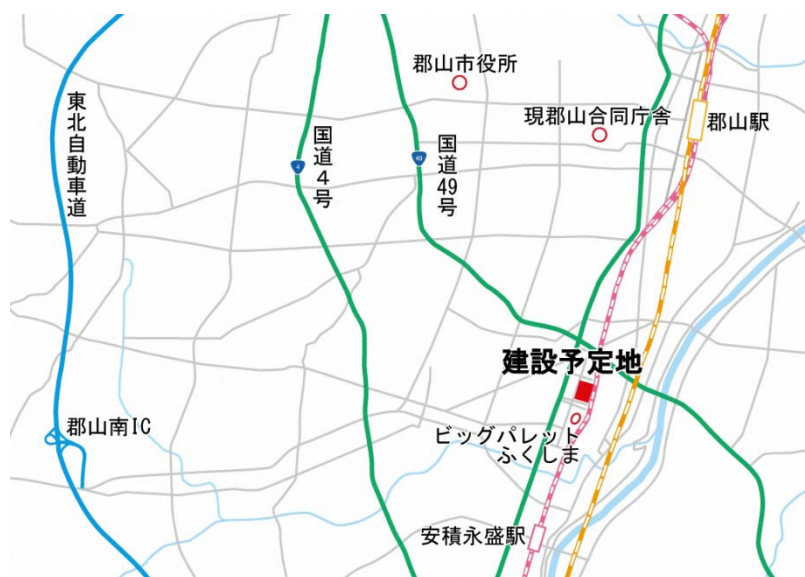 郡山市役所
現郡山合同庁舎
郡山駅
東北自動車道
国道4号
4
国道49号
49
建設予定地
郡山南IC
ビッグパレット
ふくしま
安積永盛駅